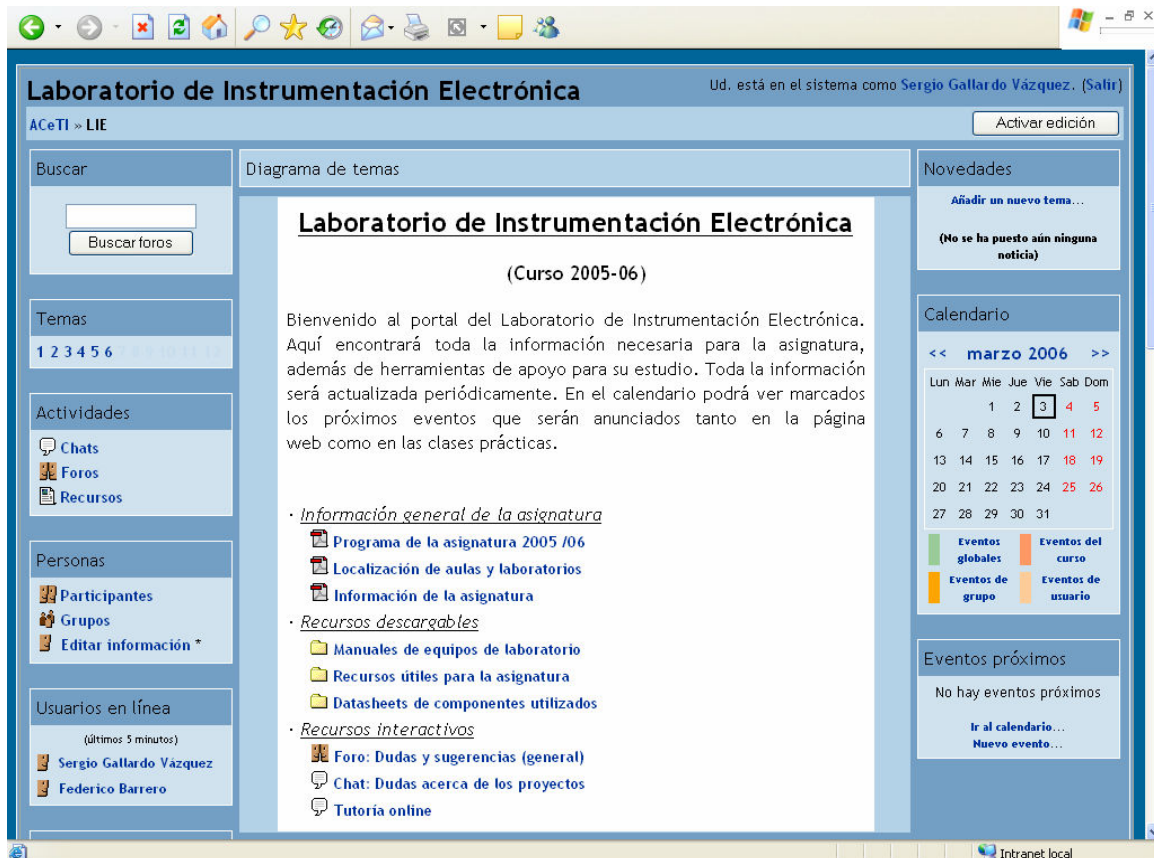 Laboratorio de Instrumentación Electrónica
Ud. está en el sistema como Sergio Gallardo Vázquez. (Salir)
ACeTI » LIE
Activar edición
Buscar
Buscar foros
Temas
1 2 3 4 5 6 7 8 9 10 11 12
Actividades
Chats
Foros
Recursos
Personas
Participantes
Grupos
Editar información *
Usuarios en línea
(últimos 5 minutos)
Sergio Gallardo Vázquez
Federico Barrero
Diagrama de temas
Laboratorio de Instrumentación Electrónica
(Curso 2005-06)
Bienvenido al portal del Laboratorio de Instrumentación Electrónica.
Aquí encontrará toda la información necesaria para la asignatura,
además de herramientas de apoyo para su estudio. Toda la información
será actualizada periódicamente. En el calendario podrá ver marcados
los próximos eventos que serán anunciados tanto en la página
web como en las clases prácticas.
· Información general de la asignatura
Programa de la asignatura 2005 /06
Localización de aulas y laboratorios
Información de la asignatura
· Recursos descargables
Manuales de equipos de laboratorio
Recursos útiles para la asignatura
Datasheets de componentes utilizados
· Recursos interactivos
Foro: Dudas y sugerencias (general)
Chat: Dudas acerca de los proyectos
Tutoría online
Novedades
Añadir un nuevo tema...
(No se ha puesto aún ninguna
noticia)
Calendario
<< marzo 2006 >>
Lun Mar Mie Jue Vie Sab Dom
1 2 3 4 5
6 7 8 9 10 11 12
13 14 15 16 17 18 19
20 21 22 23 24 25 26
27 28 29 30 31
Eventos globales
Eventos del curso
Eventos de grupo
Eventos de usuario
Eventos próximos
No hay eventos próximos
Ir al calendario...
Nuevo evento...
Intranet local